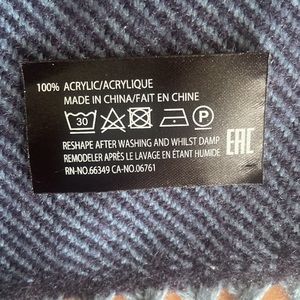 100% ACRYLIC/ACRYLIQUE
MADE IN CHINA/FAIT EN CHINE
30 P
RESHAPE AFTER WASHING AND WHILST DAMP
REMODELER APRÈS LE LAVAGE EN ÉTANT HUMIDE
RN-NO.66349 CA-NO.06761
EAC